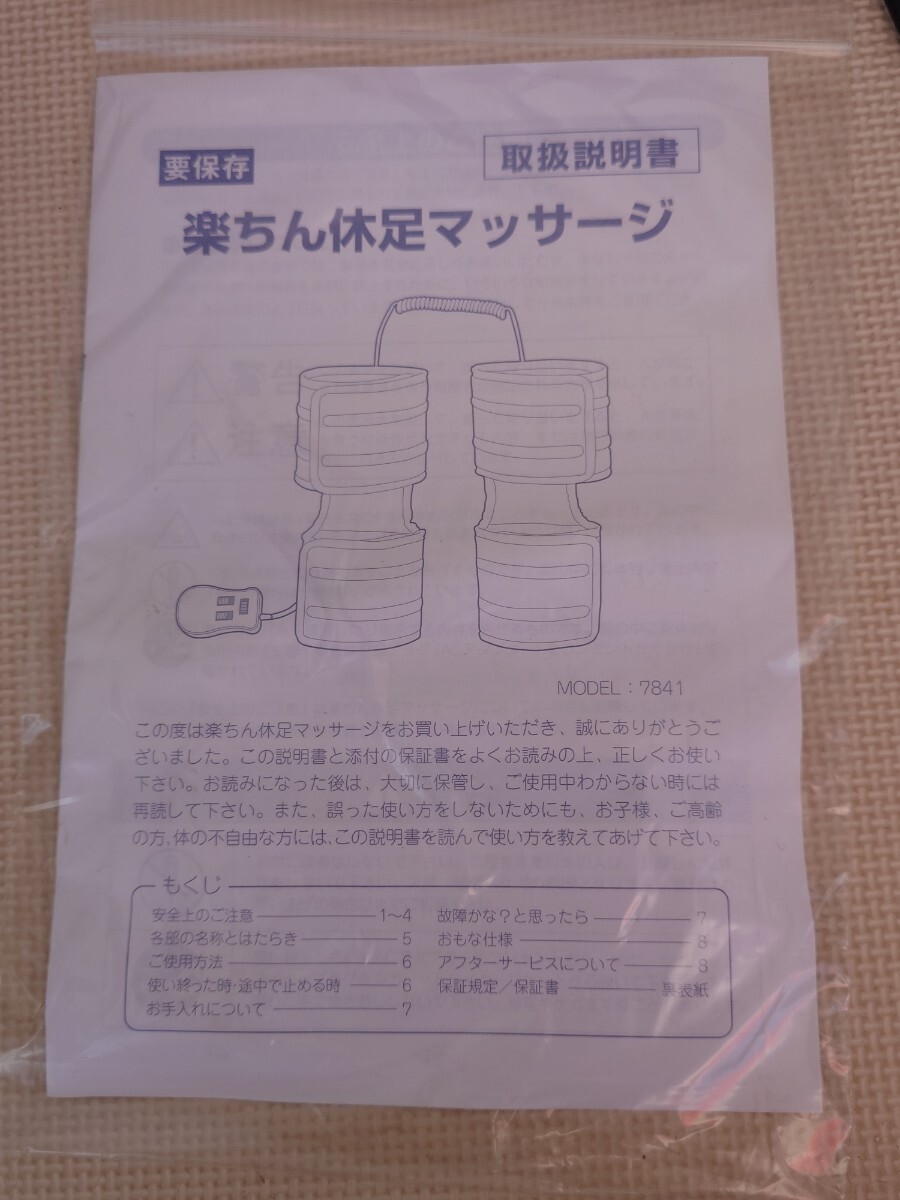 要保存
取扱説明書
楽ちん休足マッサージ
MODEL：7841
この度は楽ちん休足マッサージをお買い上げいただき、誠にありがとうご
ざいました。この説明書と添付の保証書をよくお読みの上、正しくお使い
下さい。お読みになった後は、大切に保管し、ご使用中わからない時には
再読して下さい。また、誤った使い方をしないためにも、お子様、ご高齢
の方、体の不自由な方には、この説明書を読んで使い方を教えてあげて下さい。
もくじ
安全上のご注意 1〜4
各部の名称とはたらき 5
ご使用方法 6
使い終った時・途中で止める時 6
お手入れについて 7
故障かな？と思ったら 7
おもな仕様 8
アフターサービスについて 8
保証規定／保証書 裏表紙